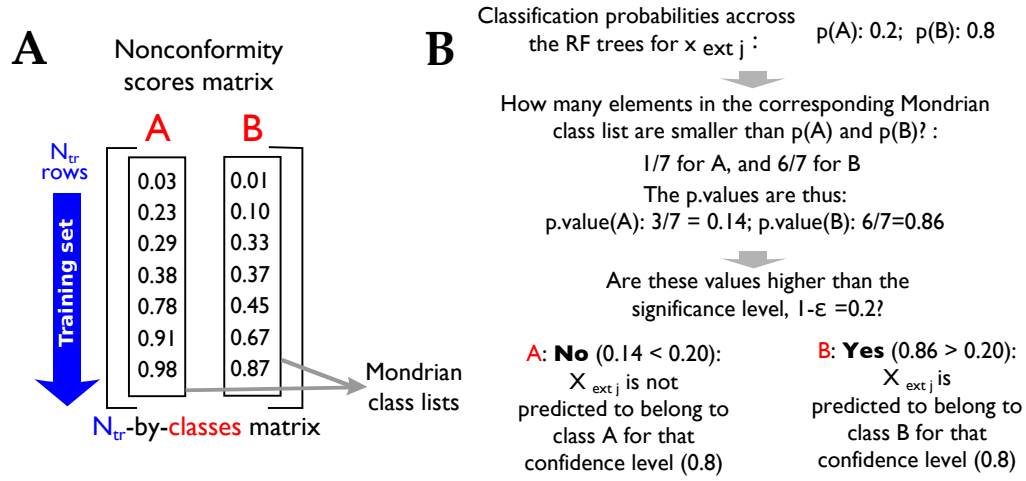 A
Nonconformity
scores matrix
A B
N_tr
rows
Training set
0.03 0.01
0.23 0.10
0.29 0.33
0.38 0.37
0.78 0.45
0.91 0.67
0.98 0.87
Mondrian
class lists
N_tr-by-classes matrix
B
Classification probabilities accross
the RF trees for x ext j :
p(A): 0.2; p(B): 0.8
How many elements in the corresponding Mondrian
class list are smaller than p(A) and p(B)? :
1/7 for A, and 6/7 for B
The p.values are thus:
p.value(A): 3/7 = 0.14; p.value(B): 6/7=0.86
Are these values higher than the
significance level, 1-ε =0.2?
A: No (0.14 < 0.20):
X ext j is not
predicted to belong to
class A for that
confidence level (0.8)
B: Yes (0.86 > 0.20):
X ext j is
predicted to belong to
class B for that
confidence level (0.8)